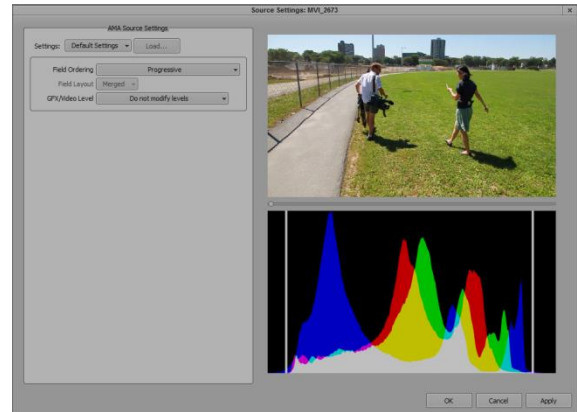 Source Settings: MVI_2673
AMA Source Settings
Settings: Default Settings Load...
Field Ordering Progressive
Field Layout Merged
GFX/Video Level Do not modify levels
OK Cancel Apply